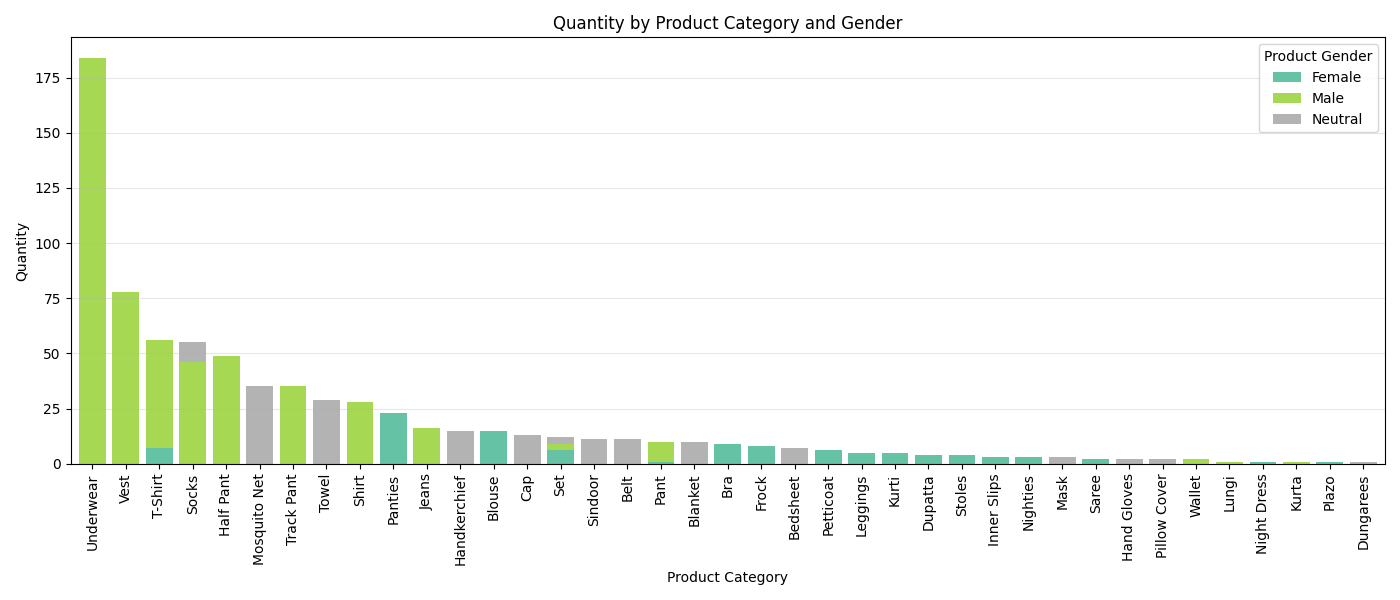 Quantity by Product Category and Gender
Product Gender
Female
Male
Neutral
Quantity
175
150
125
100
75
50
25
0
Underwear
Vest
T-Shirt
Socks
Half Pant
Mosquito Net
Track Pant
Towel
Shirt
Panties
Jeans
Handkerchief
Blouse
Cap
Set
Sindoor
Belt
Pant
Blanket
Bra
Frock
Bedsheet
Petticoat
Leggings
Kurti
Dupatta
Stoles
Inner Slips
Nighties
Mask
Saree
Hand Gloves
Pillow Cover
Wallet
Lungi
Night Dress
Kurta
Plazo
Dungarees
Product Category